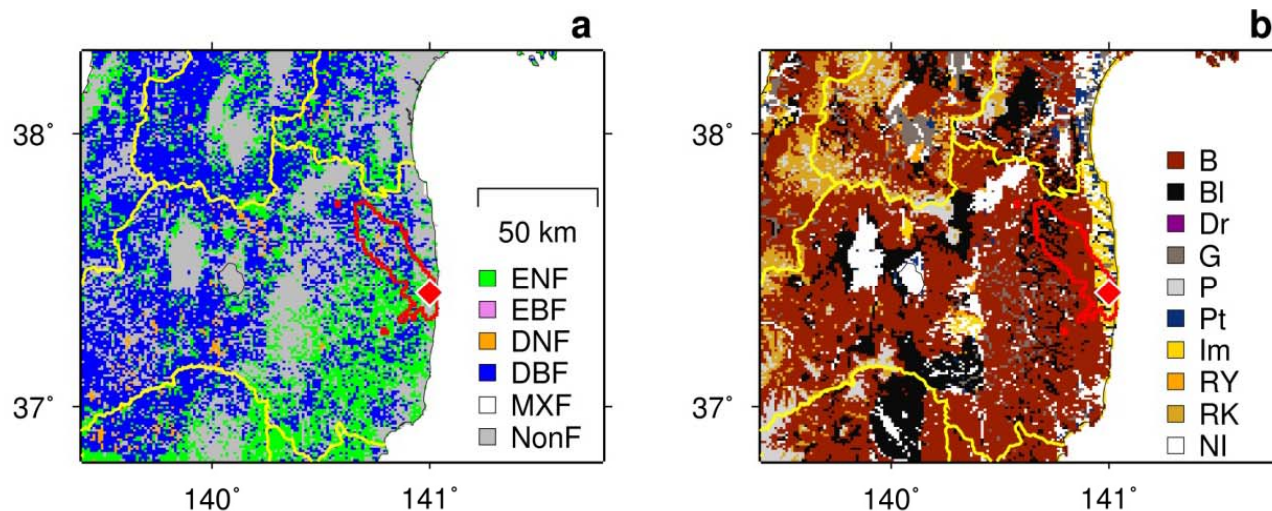 a
38°
37°
140°
141°
50 km
ENF
EBF
DNF
DBF
MXF
NonF
b
38°
37°
140°
141°
B
Bl
Dr
G
P
Pt
Im
RY
RK
NI